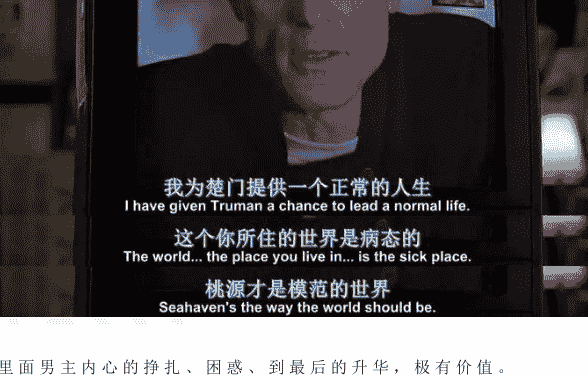 我为楚门提供一个正常的人生
I have given Truman a chance to lead a normal life.
这个你所住的世界是病态的
The world... the place you live in... is the sick place.
桃源才是模范的世界
Seahaven's the way the world should be.
里面男主内心的挣扎、困惑、到最后的升华，极有价值。